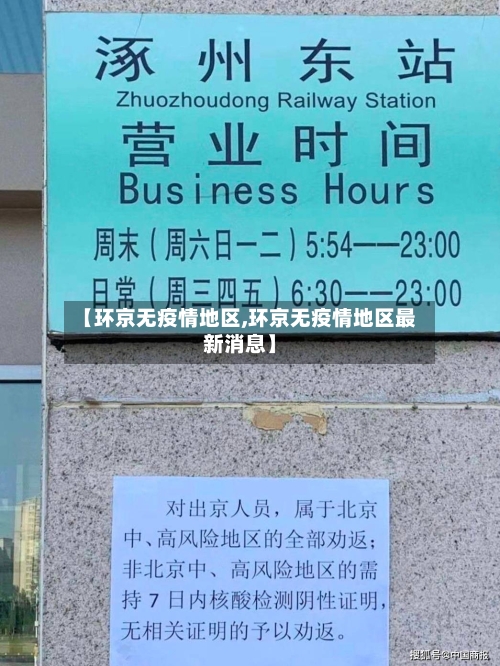 涿州东站
Zhuozhoudong Railway Station
营业时间
Business Hours
周末（周六日一二）5:54——23:00
日常（周三四五）6:30——23:00
【环京无疫情地区,环京无疫情地区最
新消息】
对出京人员，属于北京
中、高风险地区的全部劝返；
非北京中、高风险地区的需
持 7 日内核酸检测阴性证明，
无相关证明的予以劝返。
搜狐号@中国商报